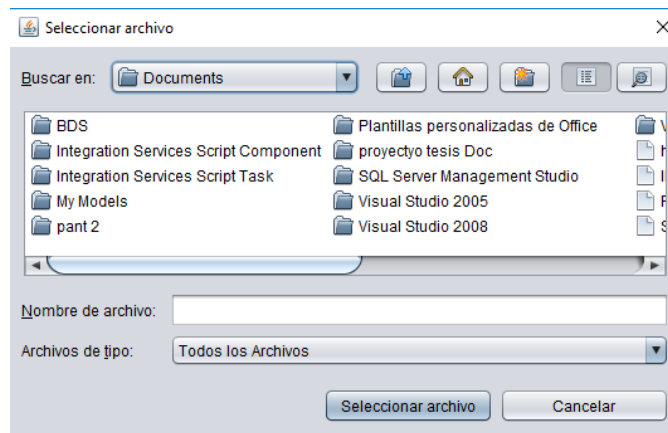 Seleccionar archivo
Buscar en: Documents
BDS
Integration Services Script Component
Integration Services Script Task
My Models
pant 2
Plantillas personalizadas de Office
proyectyo tesis Doc
SQL Server Management Studio
Visual Studio 2005
Visual Studio 2008
Nombre de archivo:
Archivos de tipo: Todos los Archivos
Seleccionar archivo Cancelar